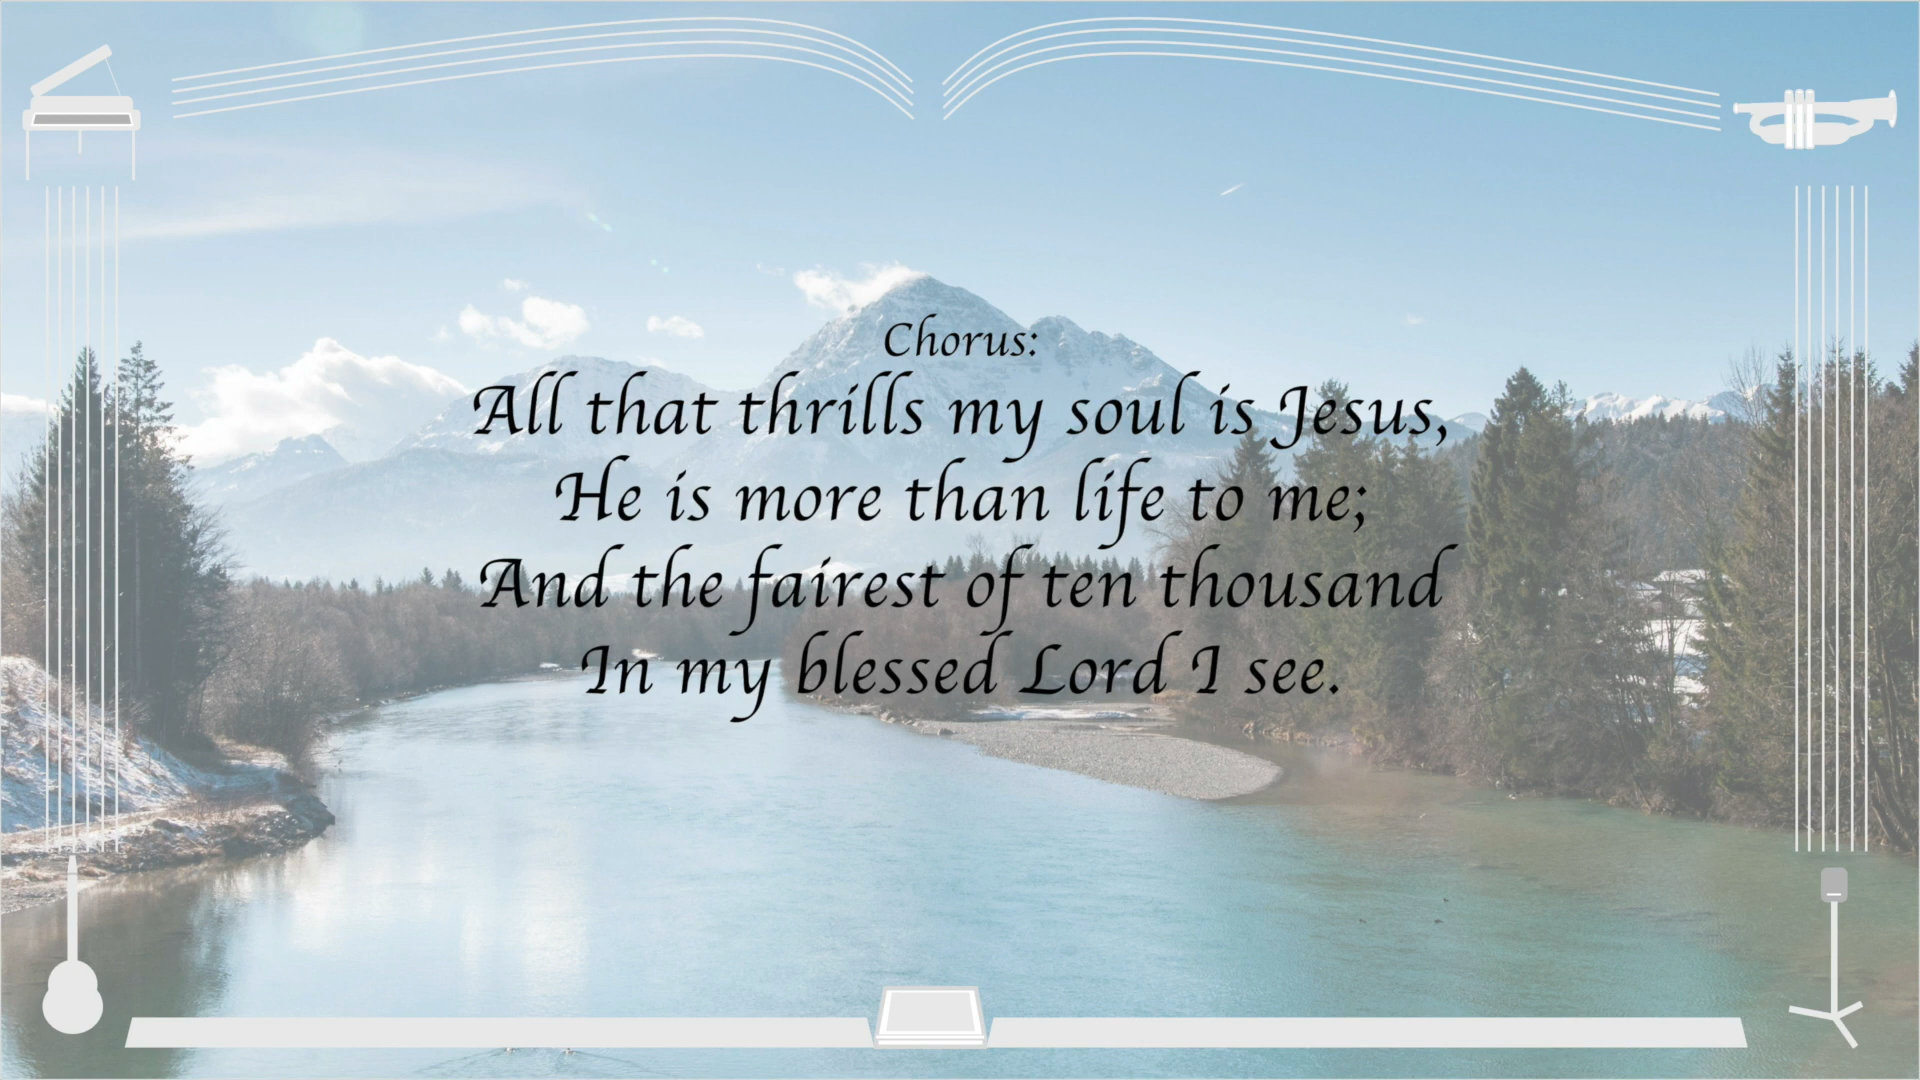 Chorus:
All that thrills my soul is Jesus,
He is more than life to me;
And the fairest of ten thousand
In my blessed Lord I see.